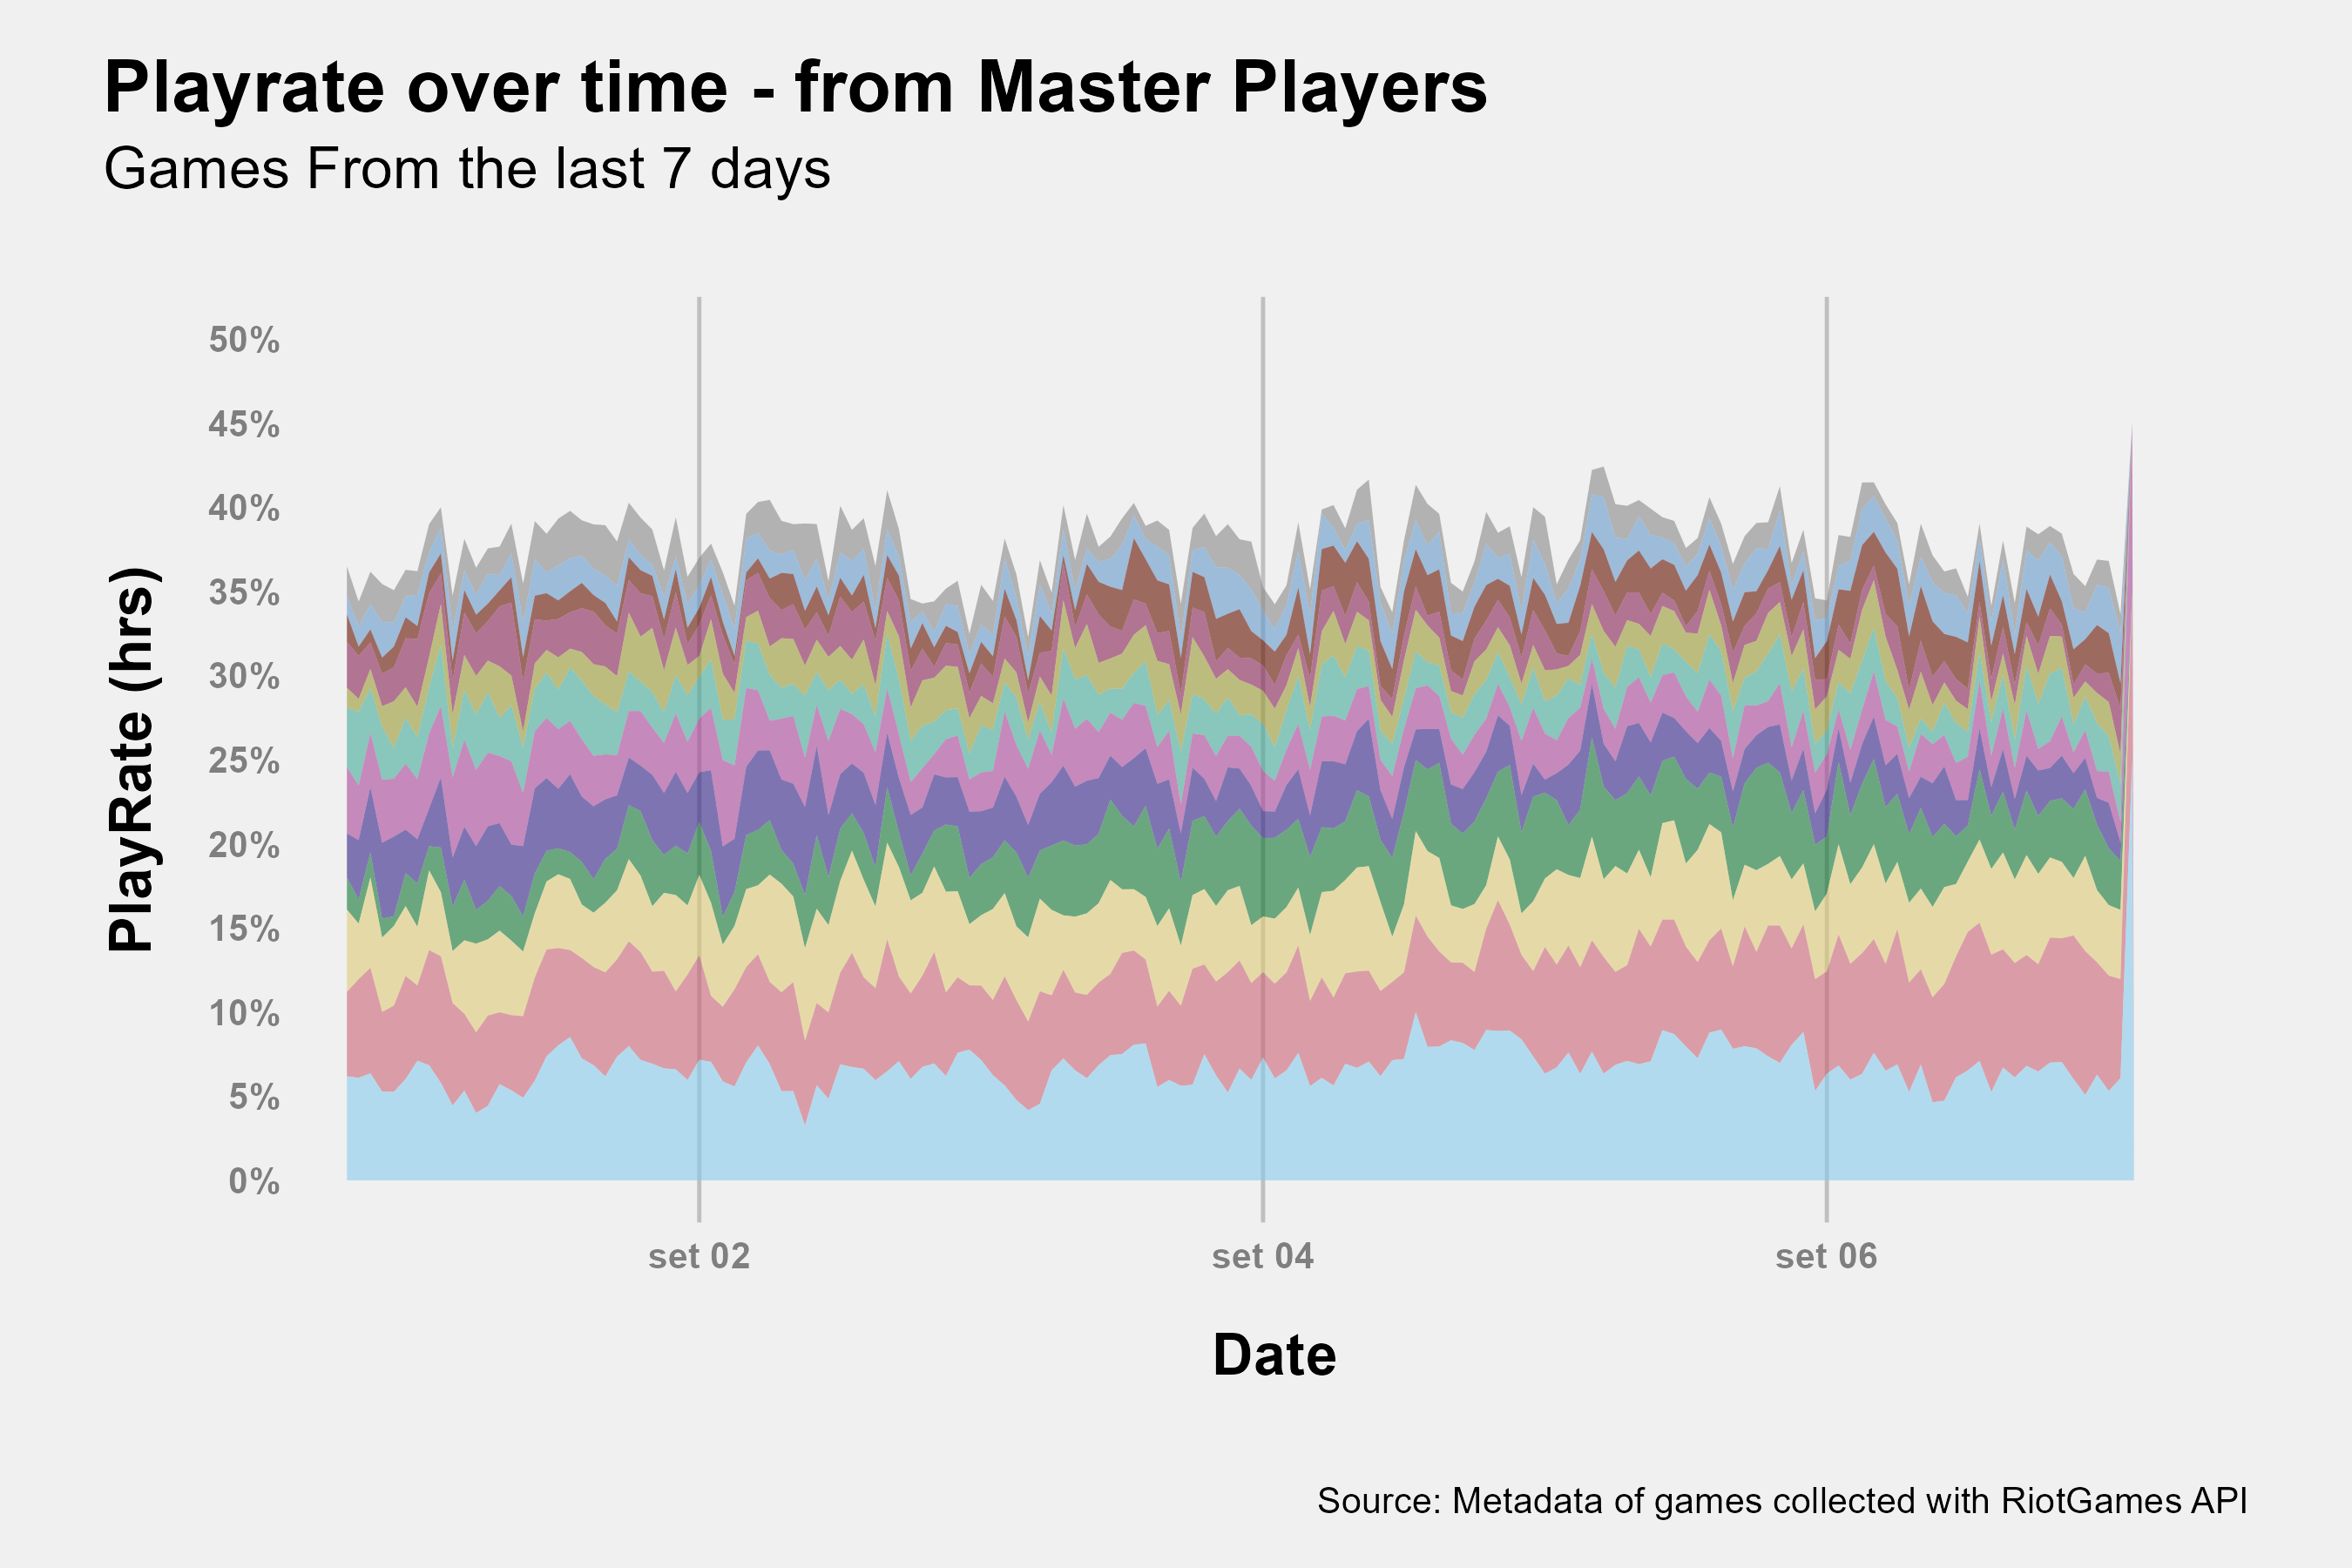 Playrate over time - from Master Players
Games From the last 7 days
PlayRate (hrs)
50%
45%
40%
35%
30%
25%
20%
15%
10%
5%
0%
set 02
set 04
set 06
Date
Source: Metadata of games collected with RiotGames API